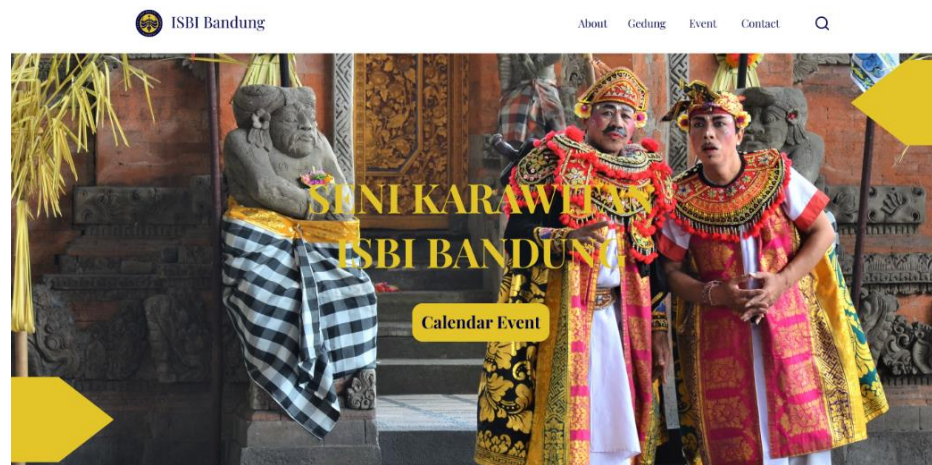 ISBI Bandung
About Gedung Event Contact
SENI KARAWITAN
ISBI BANDUNG
Calendar Event